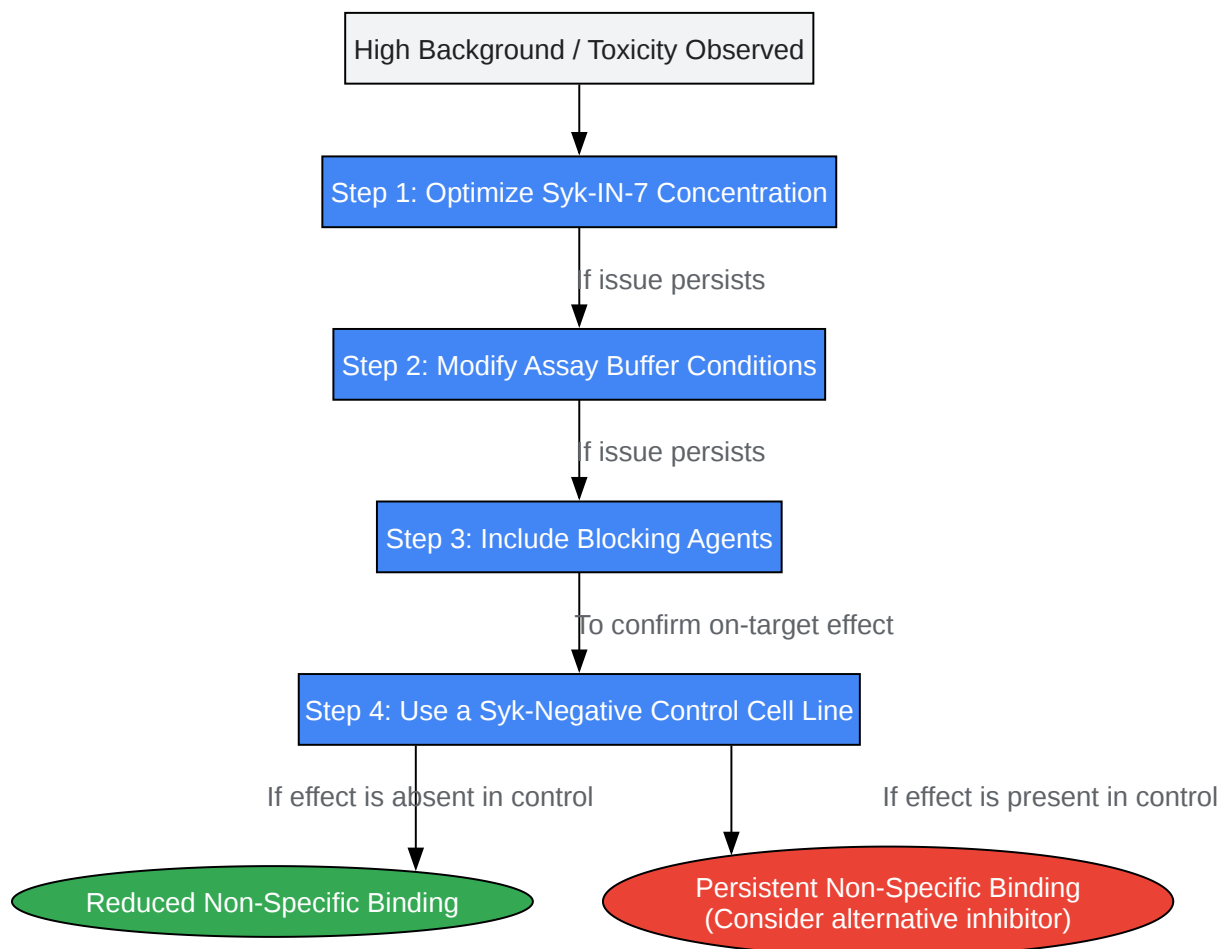 High Background / Toxicity Observed
Step 1: Optimize Syk-IN-7 Concentration
If issue persists
Step 2: Modify Assay Buffer Conditions
If issue persists
Step 3: Include Blocking Agents
To confirm on-target effect
Step 4: Use a Syk-Negative Control Cell Line
If effect is absent in control
If effect is present in control
Reduced Non-Specific Binding
Persistent Non-Specific Binding
(Consider alternative inhibitor)